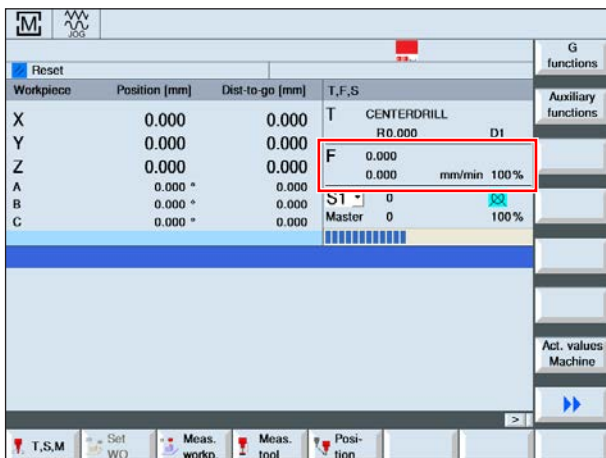 M
JOG
G
functions
Reset
Workpiece Position [mm] Dist-to-go [mm] T,F,S
Auxiliary
functions
X 0.000 0.000 T CENTERDRILL
R0.000 D1
Y 0.000 0.000 F 0.000
Z 0.000 0.000 0.000 mm/min 100%
A 0.000 ° 0.000
B 0.000 ° 0.000 S1 0
C 0.000 ° 0.000 Master 0 100%
Act. values
Machine
>
T,S,M
Set
WO
Meas.
workp.
Meas.
tool
Posi-
tion